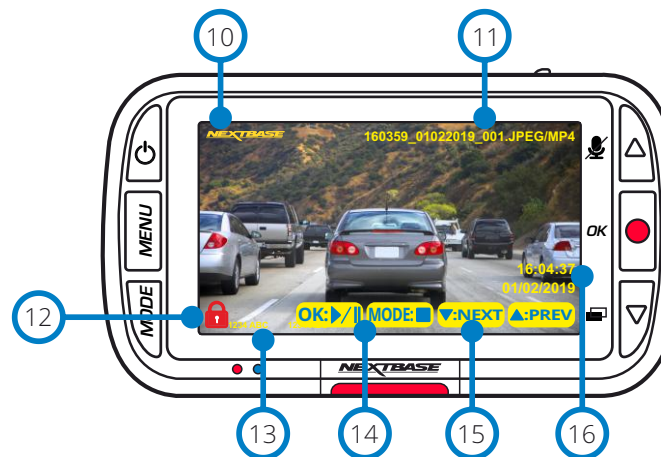 10
11
NEXTBASE
160359_01022019_001.JPEG/MP4
MENU
OK
16:04:37
01/02/2019
MODE
12
OK:▶/⏸ MODE:■ ▼:NEXT ▲:PREV
NEXTBASE
13
14
15
16